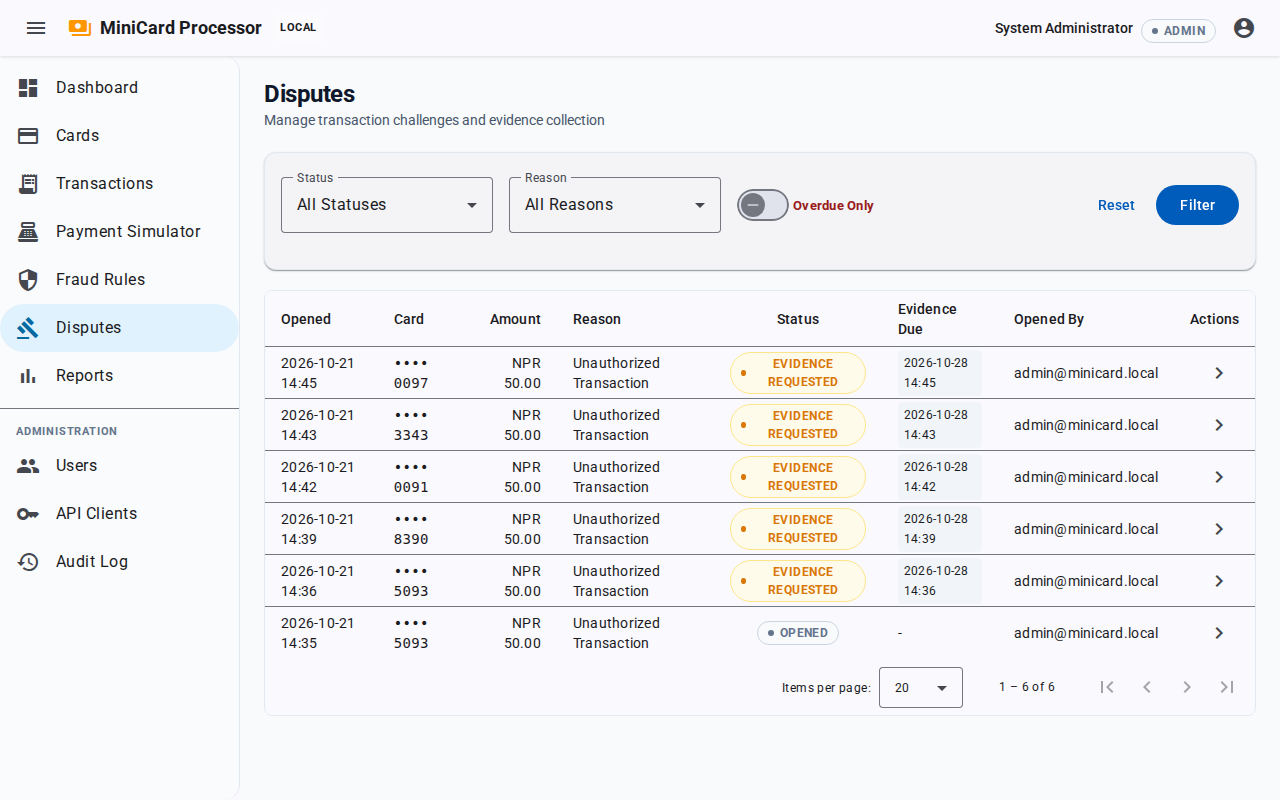 MiniCard Processor LOCAL
System Administrator ADMIN
Dashboard
Cards
Transactions
Payment Simulator
Fraud Rules
Disputes
Reports
ADMINISTRATION
Users
API Clients
Audit Log
Disputes
Manage transaction challenges and evidence collection
Status
All Statuses
Reason
All Reasons
Overdue Only
Reset
Filter
Opened Card Amount Reason Status Evidence Due Opened By Actions
2026-10-21 14:45 •••• 0097 NPR 50.00 Unauthorized Transaction EVIDENCE REQUESTED 2026-10-28 14:45 admin@minicard.local
2026-10-21 14:43 •••• 3343 NPR 50.00 Unauthorized Transaction EVIDENCE REQUESTED 2026-10-28 14:43 admin@minicard.local
2026-10-21 14:42 •••• 0091 NPR 50.00 Unauthorized Transaction EVIDENCE REQUESTED 2026-10-28 14:42 admin@minicard.local
2026-10-21 14:39 •••• 8390 NPR 50.00 Unauthorized Transaction EVIDENCE REQUESTED 2026-10-28 14:39 admin@minicard.local
2026-10-21 14:36 •••• 5093 NPR 50.00 Unauthorized Transaction EVIDENCE REQUESTED 2026-10-28 14:36 admin@minicard.local
2026-10-21 14:35 •••• 5093 NPR 50.00 Unauthorized Transaction OPENED - admin@minicard.local
Items per page: 20 1 – 6 of 6